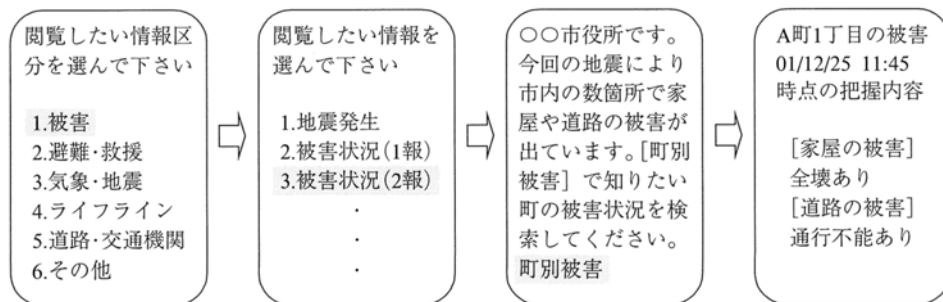 閲覧したい情報区
分を選んで下さい
1.被害
2.避難·救援
3.気象·地震
4.ライフライン
5.道路·交通機関
6.その他
閲覧したい情報を
選んで下さい
1.地震発生
2.被害状況(1報)
3.被害状況(2報)
·
·
·
〇〇市役所です。
今回の地震により
市内の数箇所で家
屋や道路の被害が
出ています。[町別
被害]で知りたい
町の被害状況を検
索してください。
町別被害
A町1丁目の被害
01/12/25 11:45
時点の把握内容
[家屋の被害]
全壊あり
[道路の被害]
通行不能あり